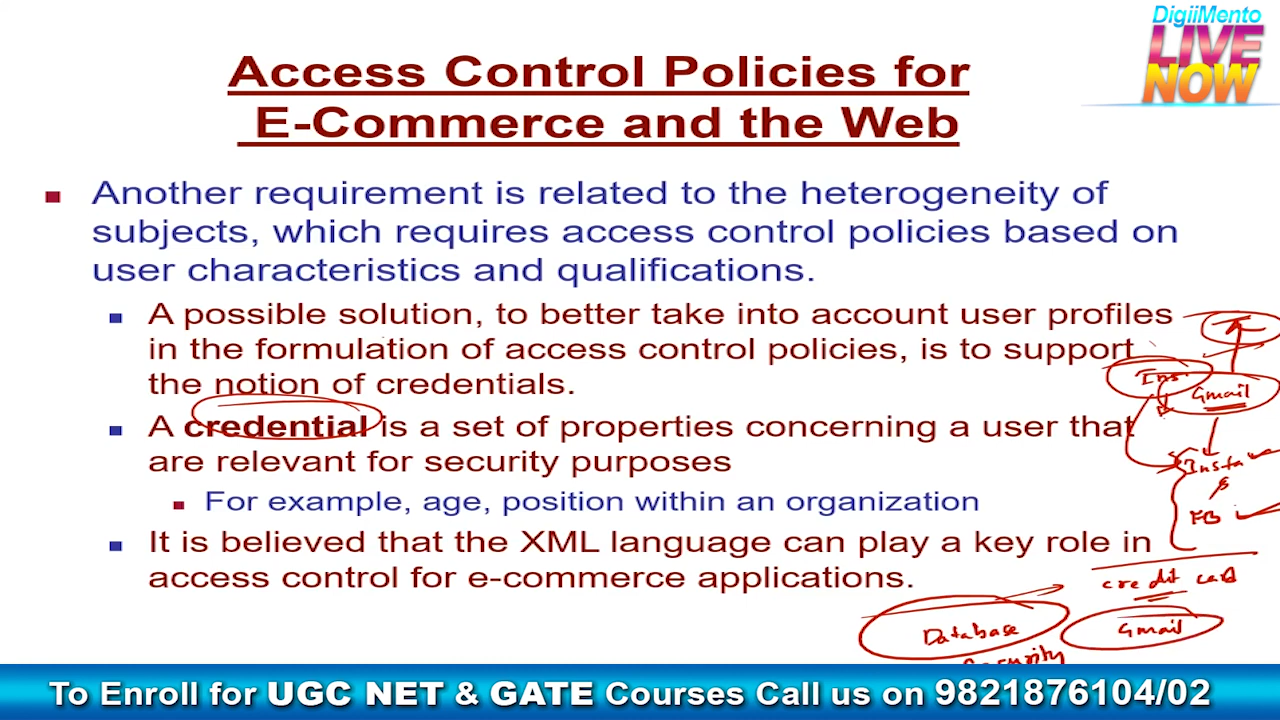 DigiiMento
LIVE
NOW
Access Control Policies for
E-Commerce and the Web
Another requirement is related to the heterogeneity of
subjects, which requires access control policies based on
user characteristics and qualifications.
A possible solution, to better take into account user profiles
in the formulation of access control policies, is to support
the notion of credentials.
A credential is a set of properties concerning a user that
are relevant for security purposes
For example, age, position within an organization
It is believed that the XML language can play a key role in
access control for e-commerce applications.
Ins.
Gmail
FB
credit card
Database
Gmail
Security
To Enroll for UGC NET & GATE Courses Call us on 9821876104/02